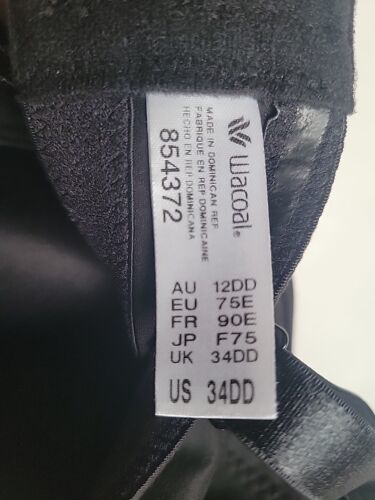 wacoal®
MADE IN DOMINICAN REP
FABRIQUE EN REP DOMINICAINE
HECHO EN REP DOMINICANA
854372
AU 12DD
EU 75E
FR 90E
JP F75
UK 34DD
US 34DD